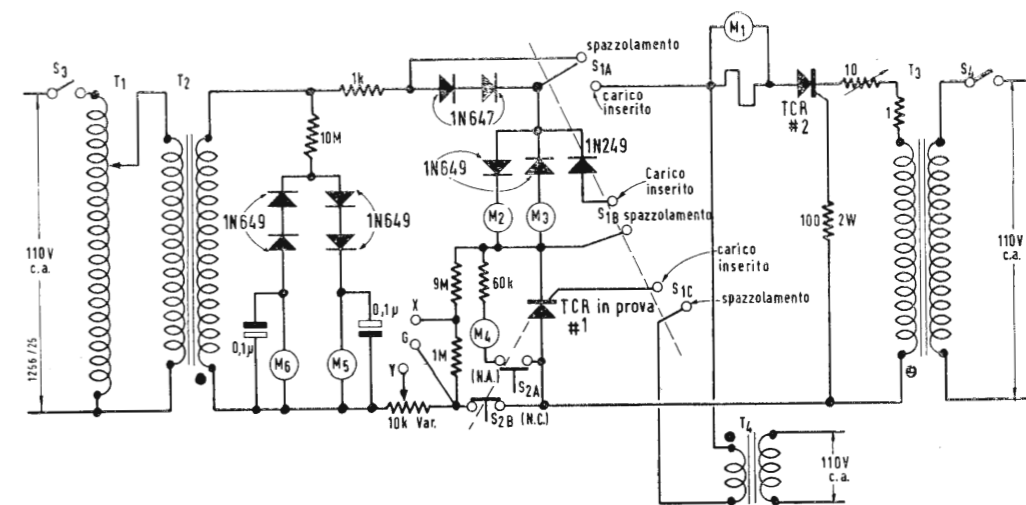 S3
T1
T2
110V
c.a.
1256/25
1k
10M
1N649
1N649
0,1µ
0,1µ
M6
M5
1N647
spazzolamento
S1A
carico
inserito
1N649
1N249
M2
M3
Carico
inserito
S1B
spazzolamento
9M
60k
X
G
Y
1M
M4
TCR in prova
#1
carico
inserito
S1C
spazzolamento
(N.A.)
S2A
S2B
(N.C.)
10k Var.
M1
TCR
#2
10
1
100
2W
T3
S4
110V
c.a.
T4
110V
c.a.